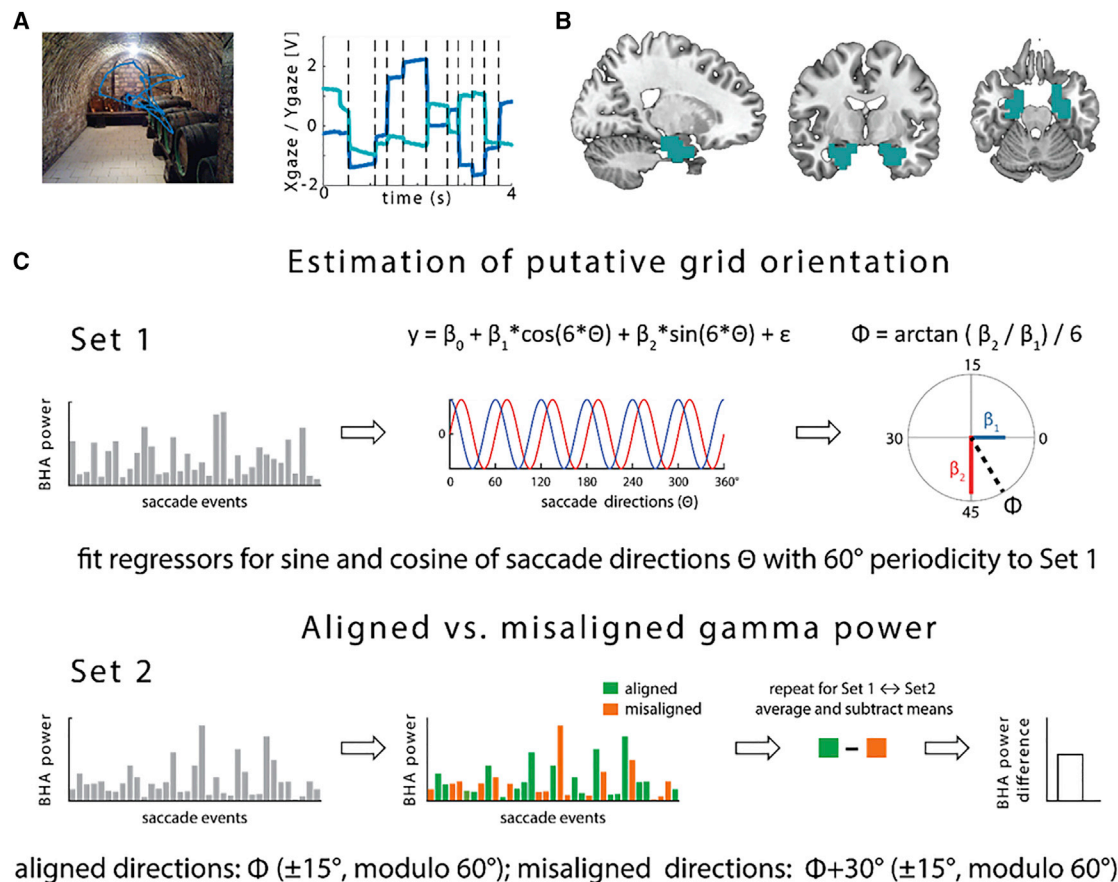 A
B
Xgaze / Ygaze [V]
2
0
-2
0
time (s)
4
C
Estimation of putative grid orientation
Set 1
y = β₀ + β₁*cos(6*Θ) + β₂*sin(6*Θ) + ε
Φ = arctan ( β₂ / β₁) / 6
BHA power
saccade events
0
0
60
120
180
240
300
360°
saccade directions (Θ)
15
30
β₁
0
β₂
45
Φ
fit regressors for sine and cosine of saccade directions Θ with 60° periodicity to Set 1
Aligned vs. misaligned gamma power
Set 2
BHA power
saccade events
aligned
misaligned
BHA power
saccade events
repeat for Set 1 ↔ Set2
average and subtract means
–
BHA power
difference
aligned directions: Φ (±15°, modulo 60°); misaligned directions: Φ+30° (±15°, modulo 60°)